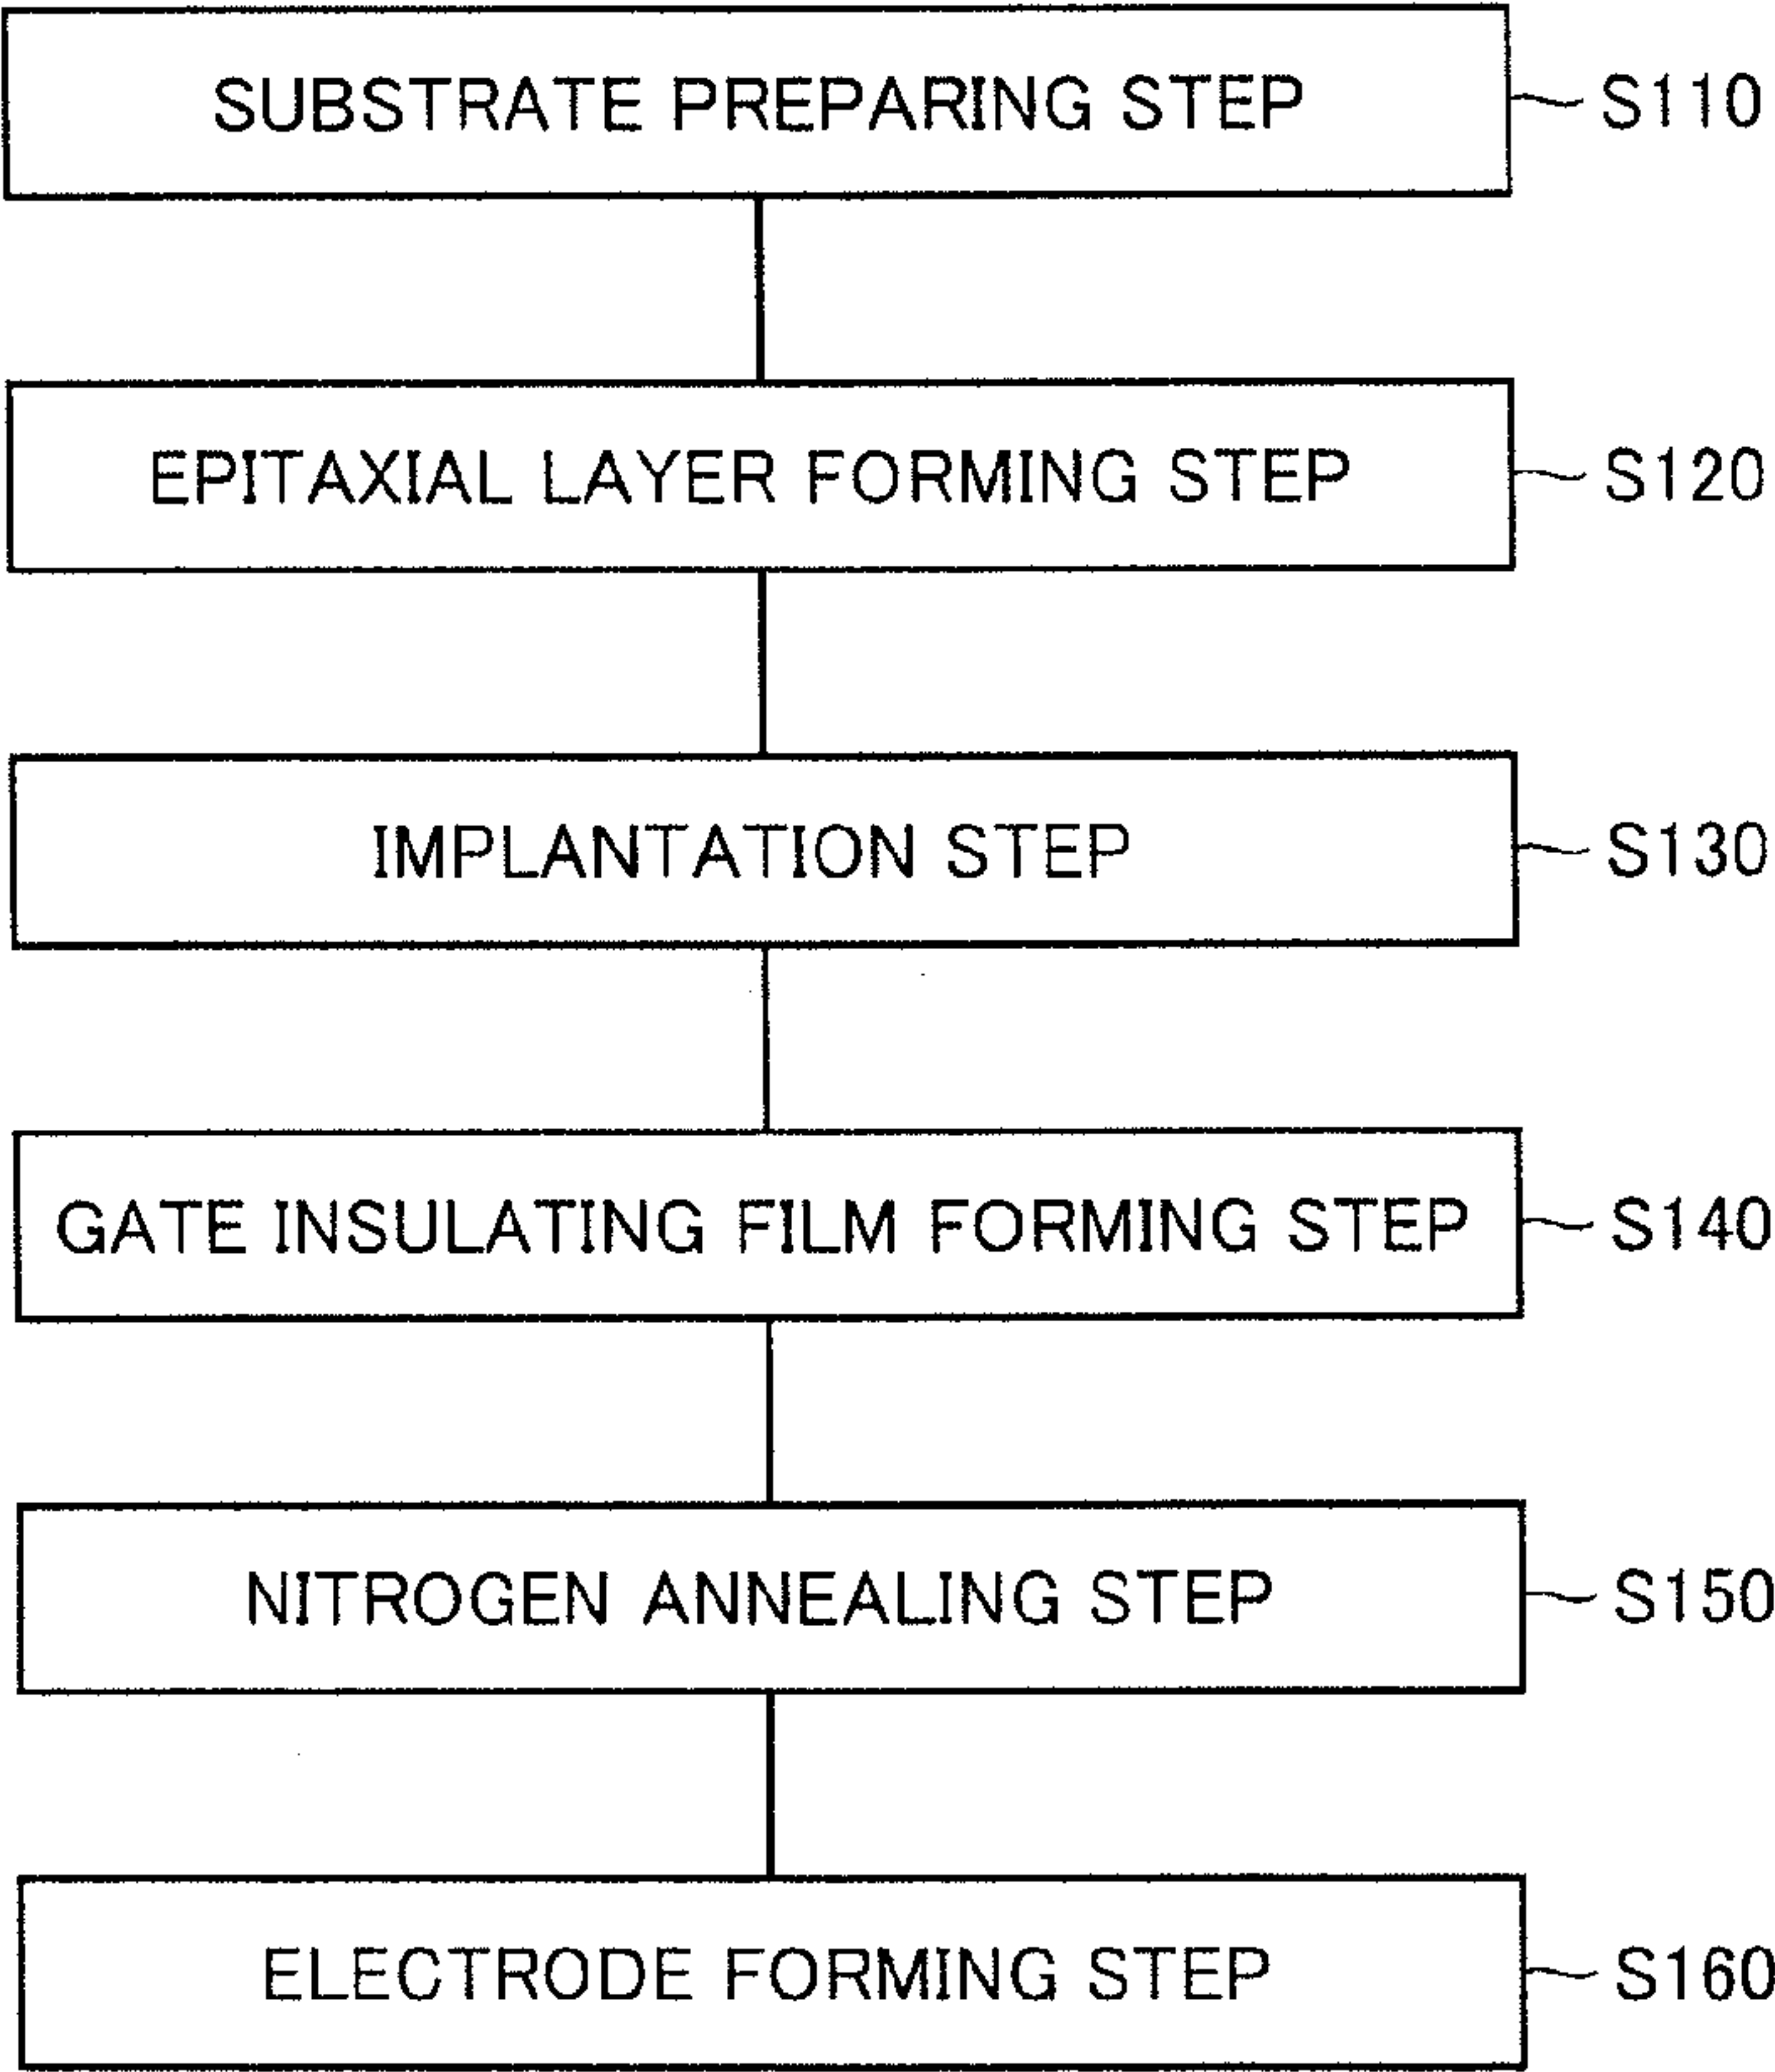 SUBSTRATE PREPARING STEP S110
EPITAXIAL LAYER FORMING STEP S120
IMPLANTATION STEP S130
GATE INSULATING FILM FORMING STEP S140
NITROGEN ANNEALING STEP S150
ELECTRODE FORMING STEP S160